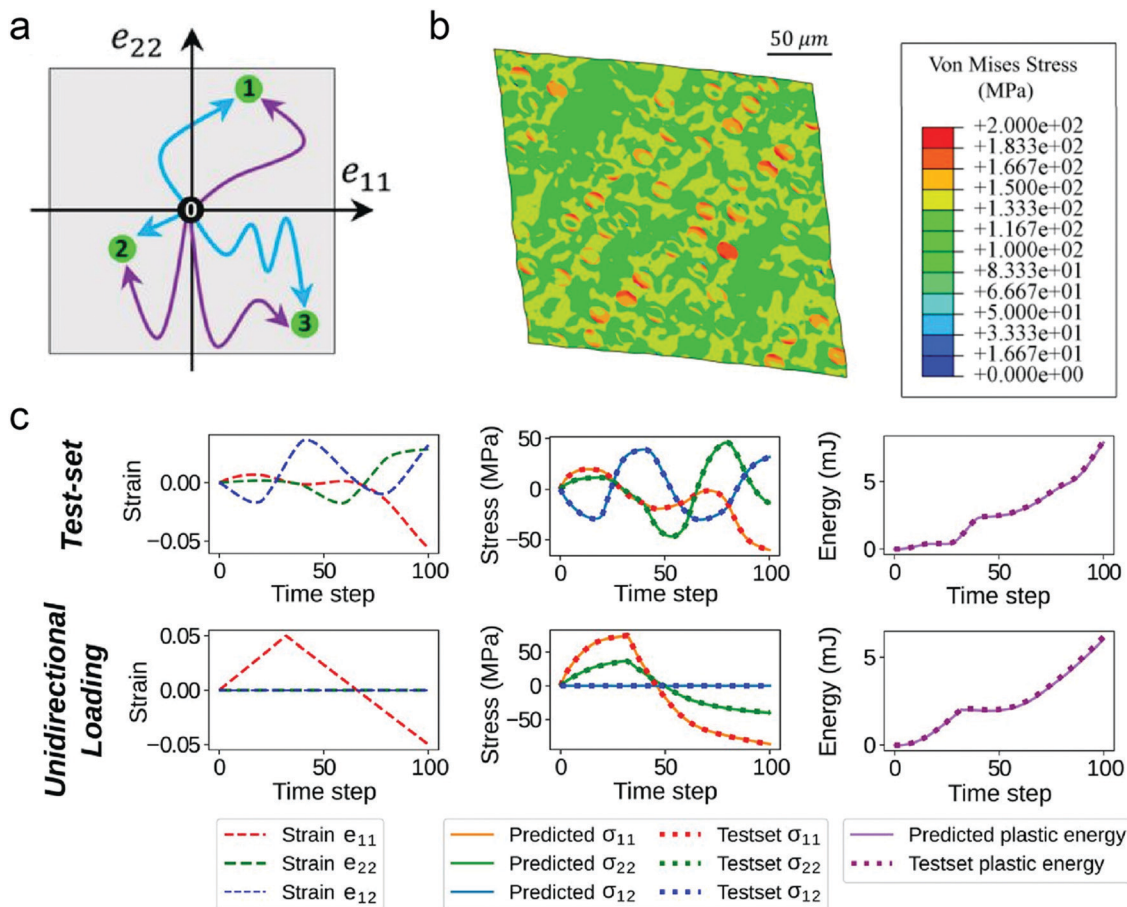 a
e₂₂
e₁₁
0
1
2
3
b
50 μm
Von Mises Stress
(MPa)
+2.000e+02
+1.833e+02
+1.667e+02
+1.500e+02
+1.333e+02
+1.167e+02
+1.000e+02
+8.333e+01
+6.667e+01
+5.000e+01
+3.333e+01
+1.667e+01
+0.000e+00
c
Test-set
Strain
0.00
−0.05
0 50 100
Time step
Stress (MPa)
50
0
−50
0 50 100
Time step
Energy (mJ)
5
0
0 50 100
Time step
Unidirectional
Loading
Strain
0.05
0.00
−0.05
0 50 100
Time step
Stress (MPa)
50
0
−50
0 50 100
Time step
Energy (mJ)
5
0
0 50 100
Time step
Strain e₁₁
Strain e₂₂
Strain e₁₂
Predicted σ₁₁
Predicted σ₂₂
Predicted σ₁₂
Testset σ₁₁
Testset σ₂₂
Testset σ₁₂
Predicted plastic energy
Testset plastic energy